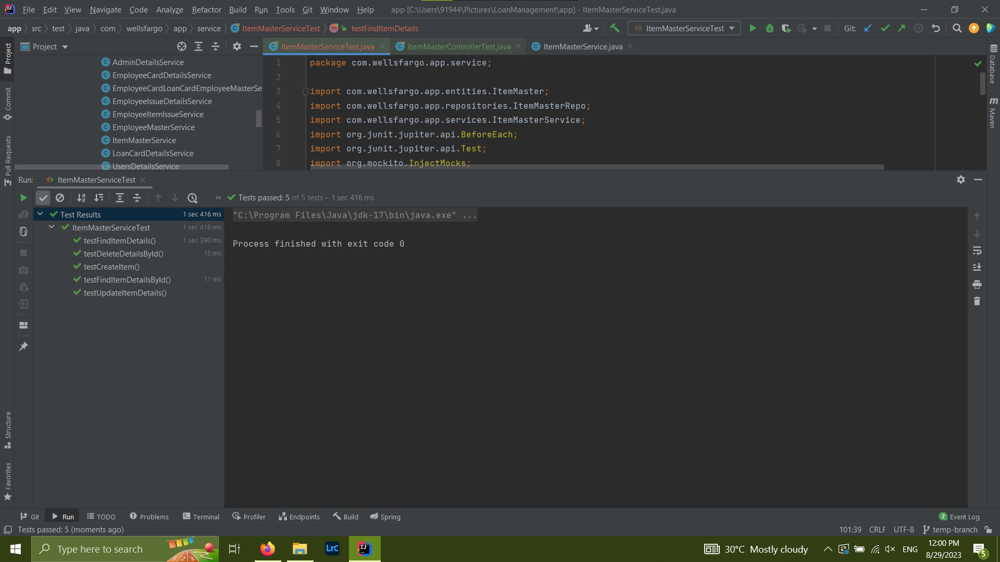 File Edit View Navigate Code Analyze Refactor Build Run Tools Git Window Help app [C:\Users\91944\Pictures\LoanManagement\app] - ItemMasterServiceTest.java
app src test java com wellsfargo app service ItemMasterServiceTest testFindItemDetails ItemMasterServiceTest Git:
Project ItemMasterServiceTest.java ItemMasterControllerTest.java ItemMasterService.java
Project
Commit
Pull Requests
AdminDetailsService
EmployeeCardDetailsService
EmployeeCardLoanCardEmployeeMasterSe
EmployeeIssueDetailsService
EmployeeItemIssueService
EmployeeMasterService
ItemMasterService
LoanCardDetailsService
UsersDetailsService
1 package com.wellsfargo.app.service;
2
3 import com.wellsfargo.app.entities.ItemMaster;
4 import com.wellsfargo.app.repositories.ItemMasterRepo;
5 import com.wellsfargo.app.services.ItemMasterService;
6 import org.junit.jupiter.api.BeforeEach;
7 import org.junit.jupiter.api.Test;
8 import org.mockito.InjectMocks;
Database
Maven
Run: ItemMasterServiceTest
Tests passed: 5 of 5 tests – 1 sec 416 ms
Test Results 1 sec 416 ms
ItemMasterServiceTest 1 sec 416 ms
testFindItemDetails() 1 sec 390 ms
testDeleteDetailsById() 15 ms
testCreateItem()
testFindItemDetailsById() 11 ms
testUpdateItemDetails()
"C:\Program Files\Java\jdk-17\bin\java.exe" ...
Process finished with exit code 0
Structure
Favorites
Git Run TODO Problems Terminal Profiler Endpoints Build Spring 2 Event Log
Tests passed: 5 (moments ago) 101:39 CRLF UTF-8 temp-branch
Type here to search LrC IJ 30°C Mostly cloudy ENG 12:00 PM
8/29/2023 5